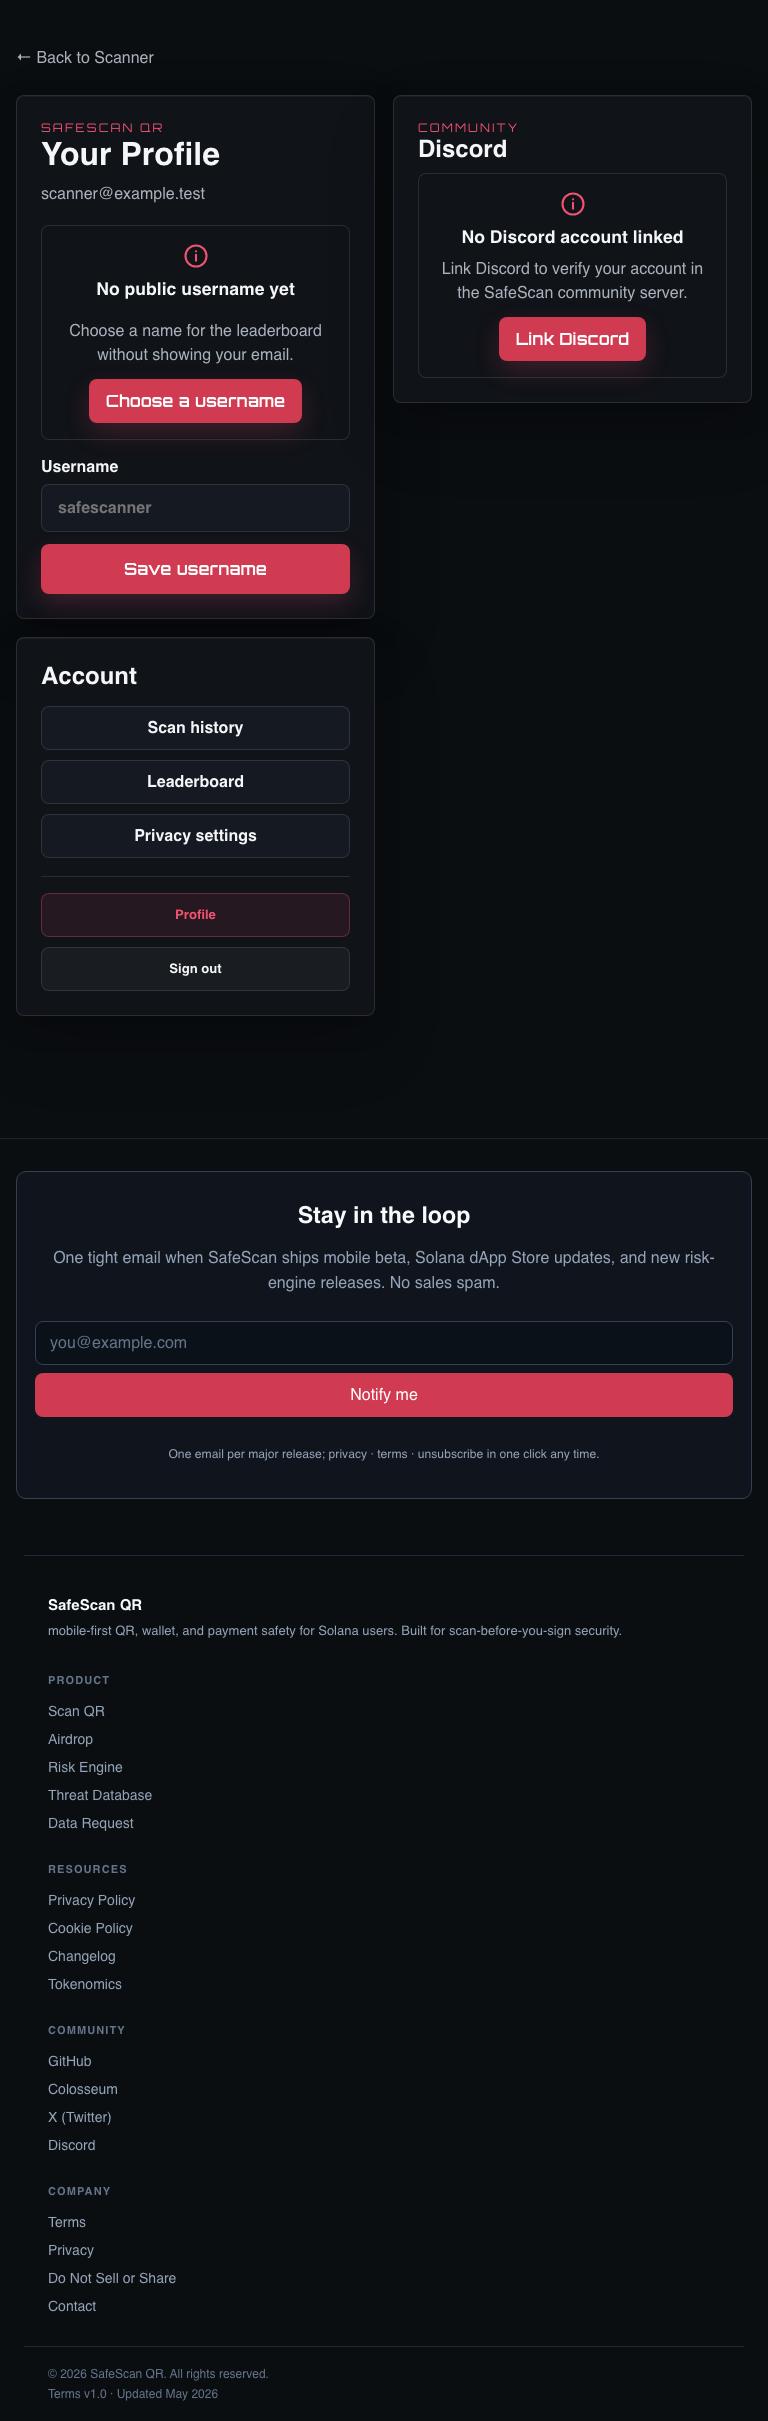 ← Back to Scanner
SAFESCAN QR
Your Profile
scanner@example.test
No public username yet
Choose a name for the leaderboard
without showing your email.
Choose a username
Username
safescanner
Save username
COMMUNITY
Discord
No Discord account linked
Link Discord to verify your account in
the SafeScan community server.
Link Discord
Account
Scan history
Leaderboard
Privacy settings
Profile
Sign out
Stay in the loop
One tight email when SafeScan ships mobile beta, Solana dApp Store updates, and new risk-
engine releases. No sales spam.
you@example.com
Notify me
One email per major release; privacy · terms · unsubscribe in one click any time.
SafeScan QR
mobile-first QR, wallet, and payment safety for Solana users. Built for scan-before-you-sign security.
PRODUCT
Scan QR
Airdrop
Risk Engine
Threat Database
Data Request
RESOURCES
Privacy Policy
Cookie Policy
Changelog
Tokenomics
COMMUNITY
GitHub
Colosseum
X (Twitter)
Discord
COMPANY
Terms
Privacy
Do Not Sell or Share
Contact
© 2026 SafeScan QR. All rights reserved.
Terms v1.0 · Updated May 2026